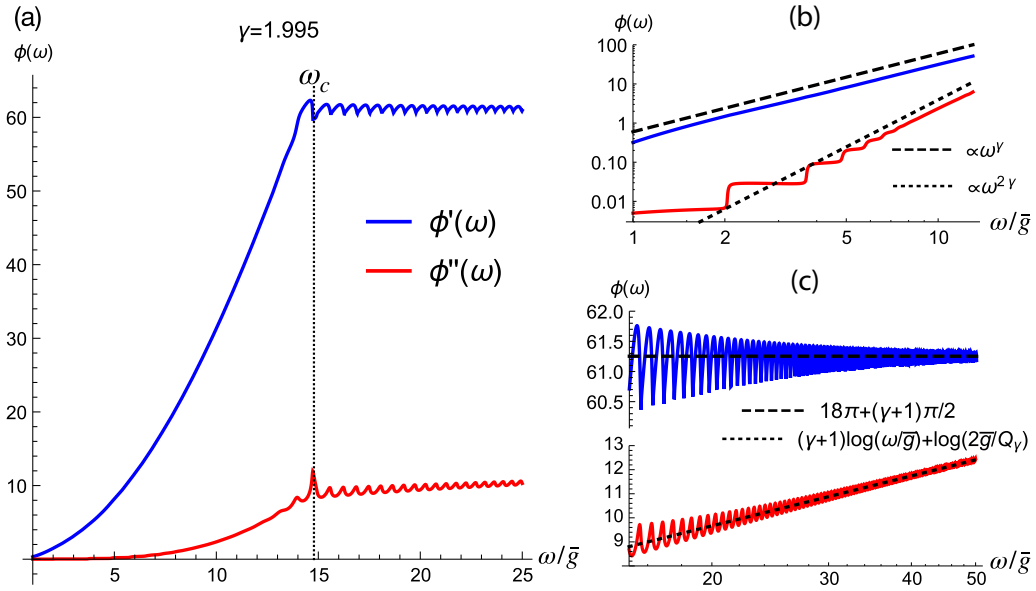 (a)
γ=1.995
ϕ(ω)
ω_c
60
50
40
30
20
10
0
5
10
15
20
25
ω/g̅
ϕ'(ω)
ϕ"(ω)
(b)
ϕ(ω)
100
10
1
0.10
0.01
1
2
5
10
ω/g̅
∝ω^γ
∝ω^{2γ}
(c)
ϕ(ω)
62.0
61.5
61.0
60.5
18π+(γ+1)π/2
(γ+1)log(ω/g̅)+log(2g̅/Q_γ)
13
12
11
10
9
8
20
30
40
50
ω/g̅